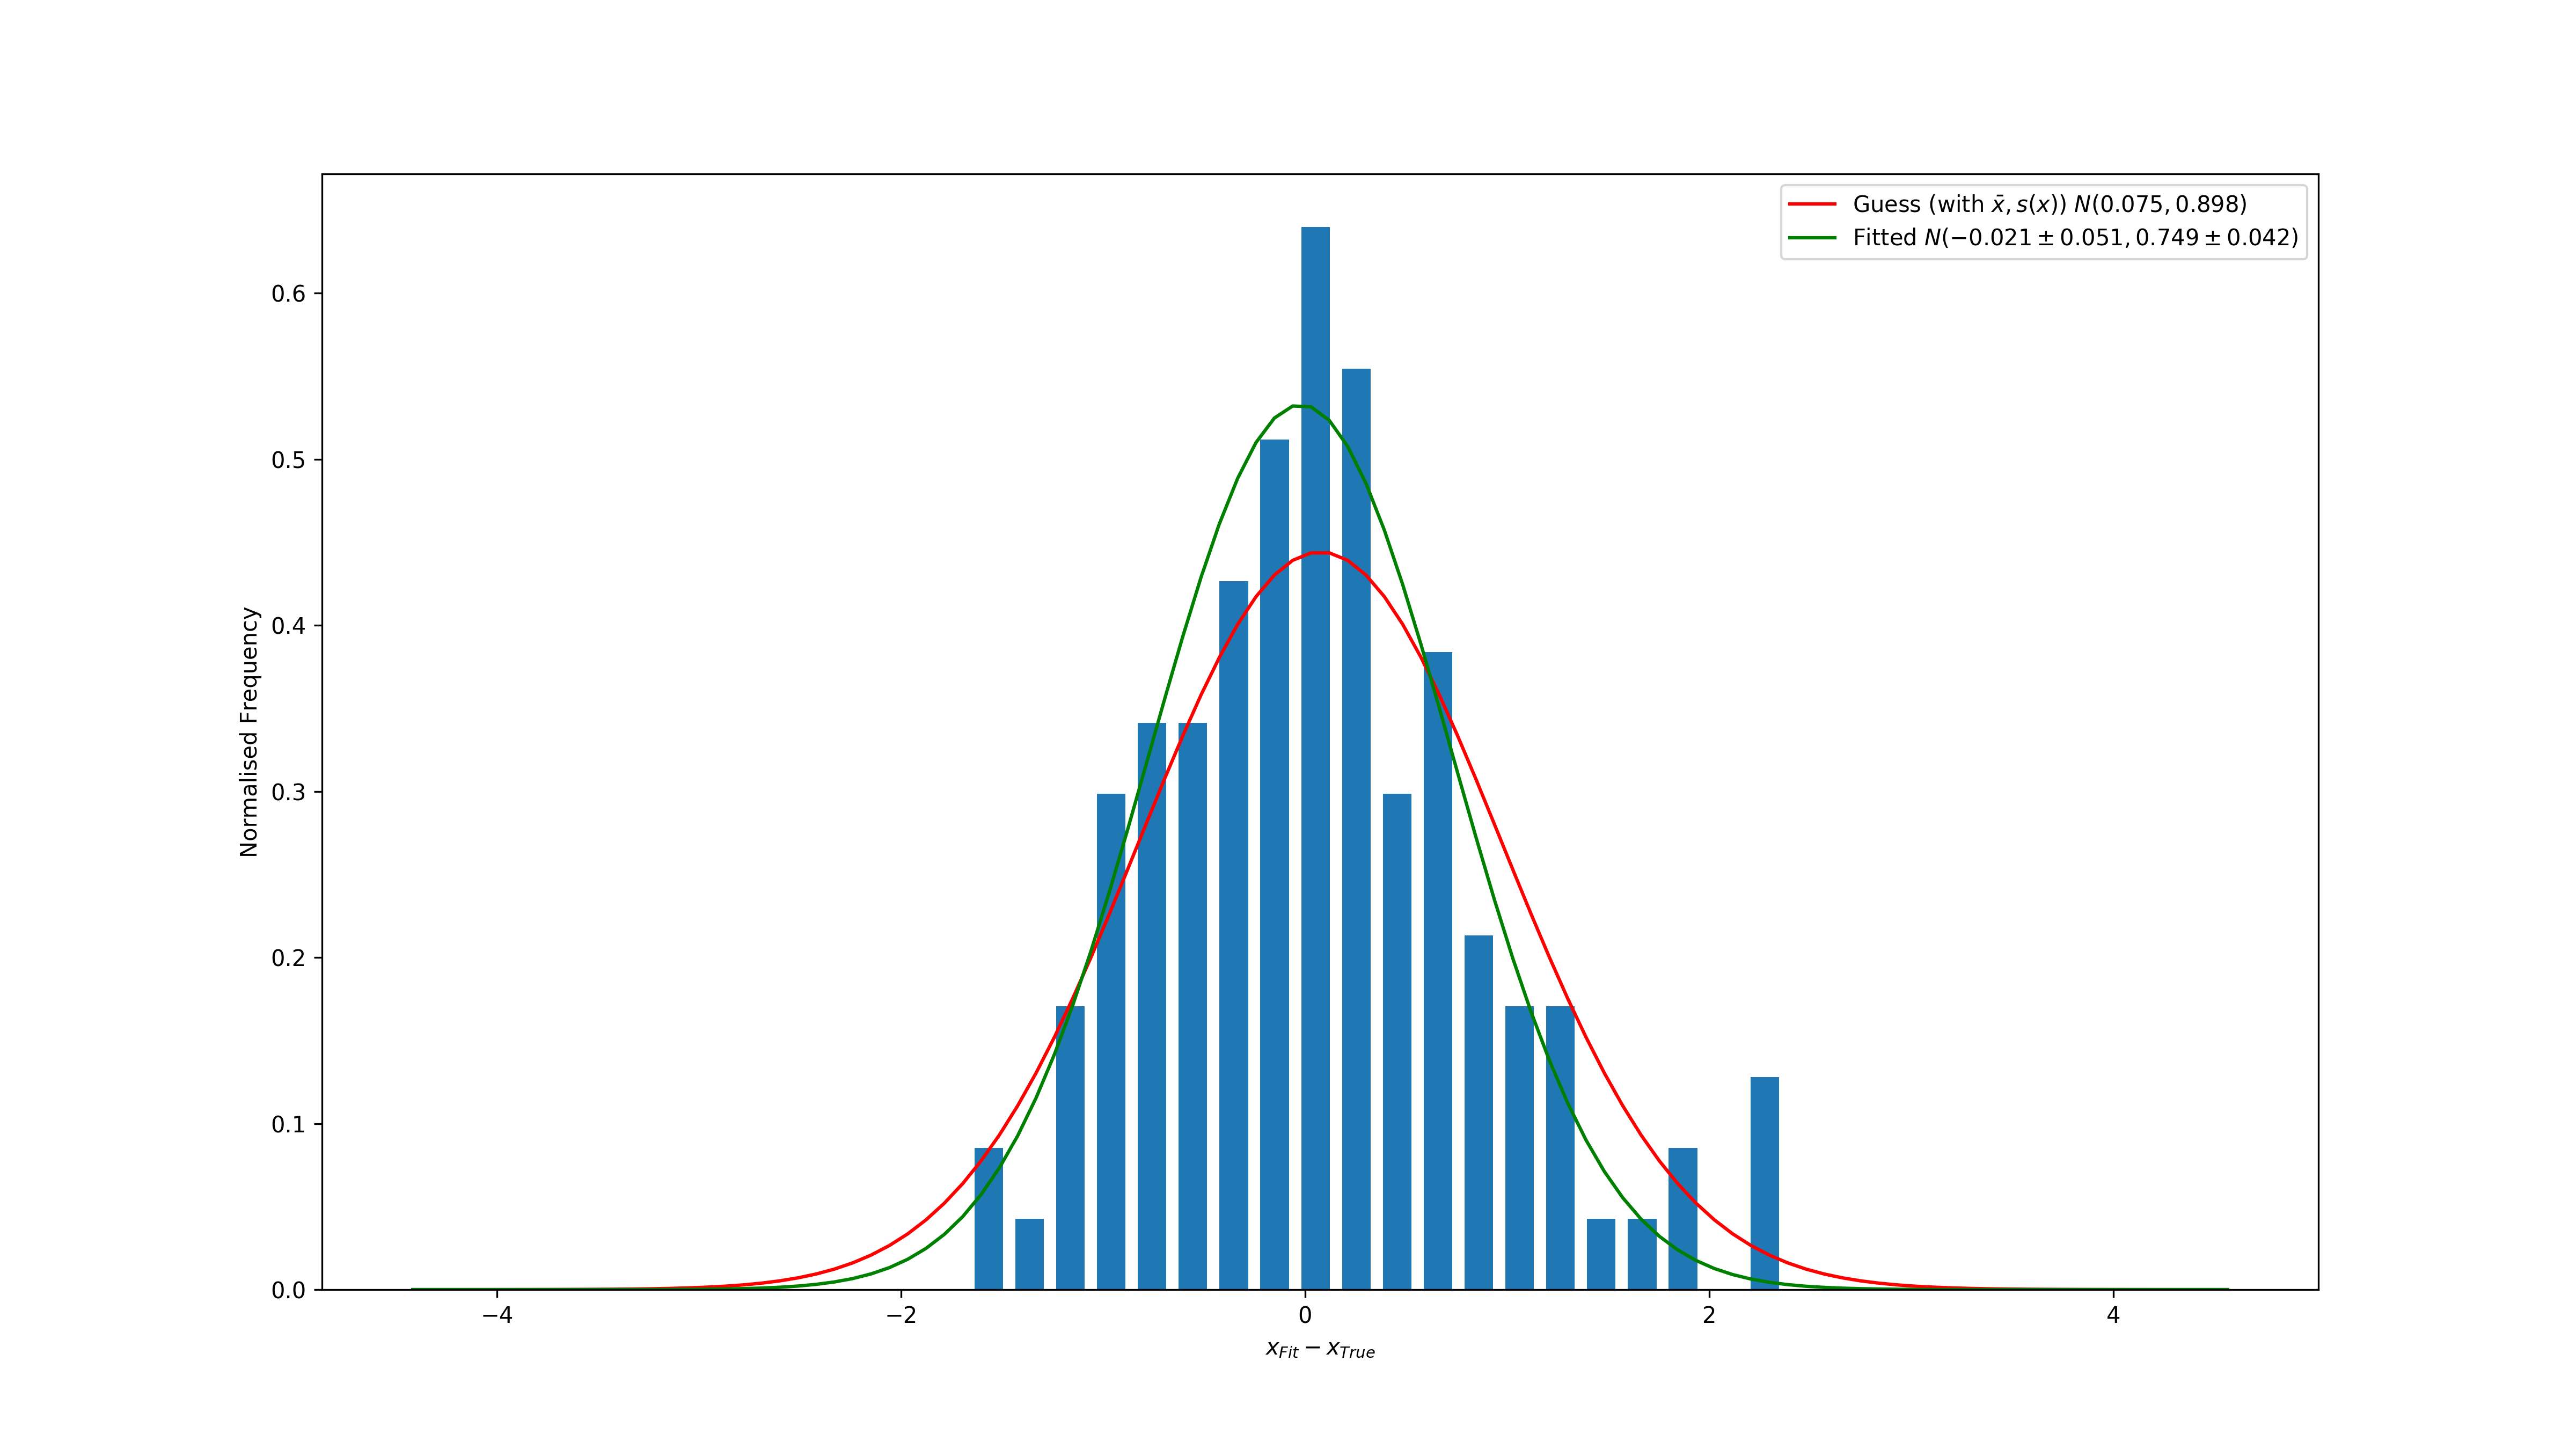 Guess (with x̄, s(x)) N(0.075, 0.898)
Fitted N(−0.021 ± 0.051, 0.749 ± 0.042)
Normalised Frequency
0.6
0.5
0.4
0.3
0.2
0.1
0.0
−4 −2 0 2 4
x_Fit − x_True